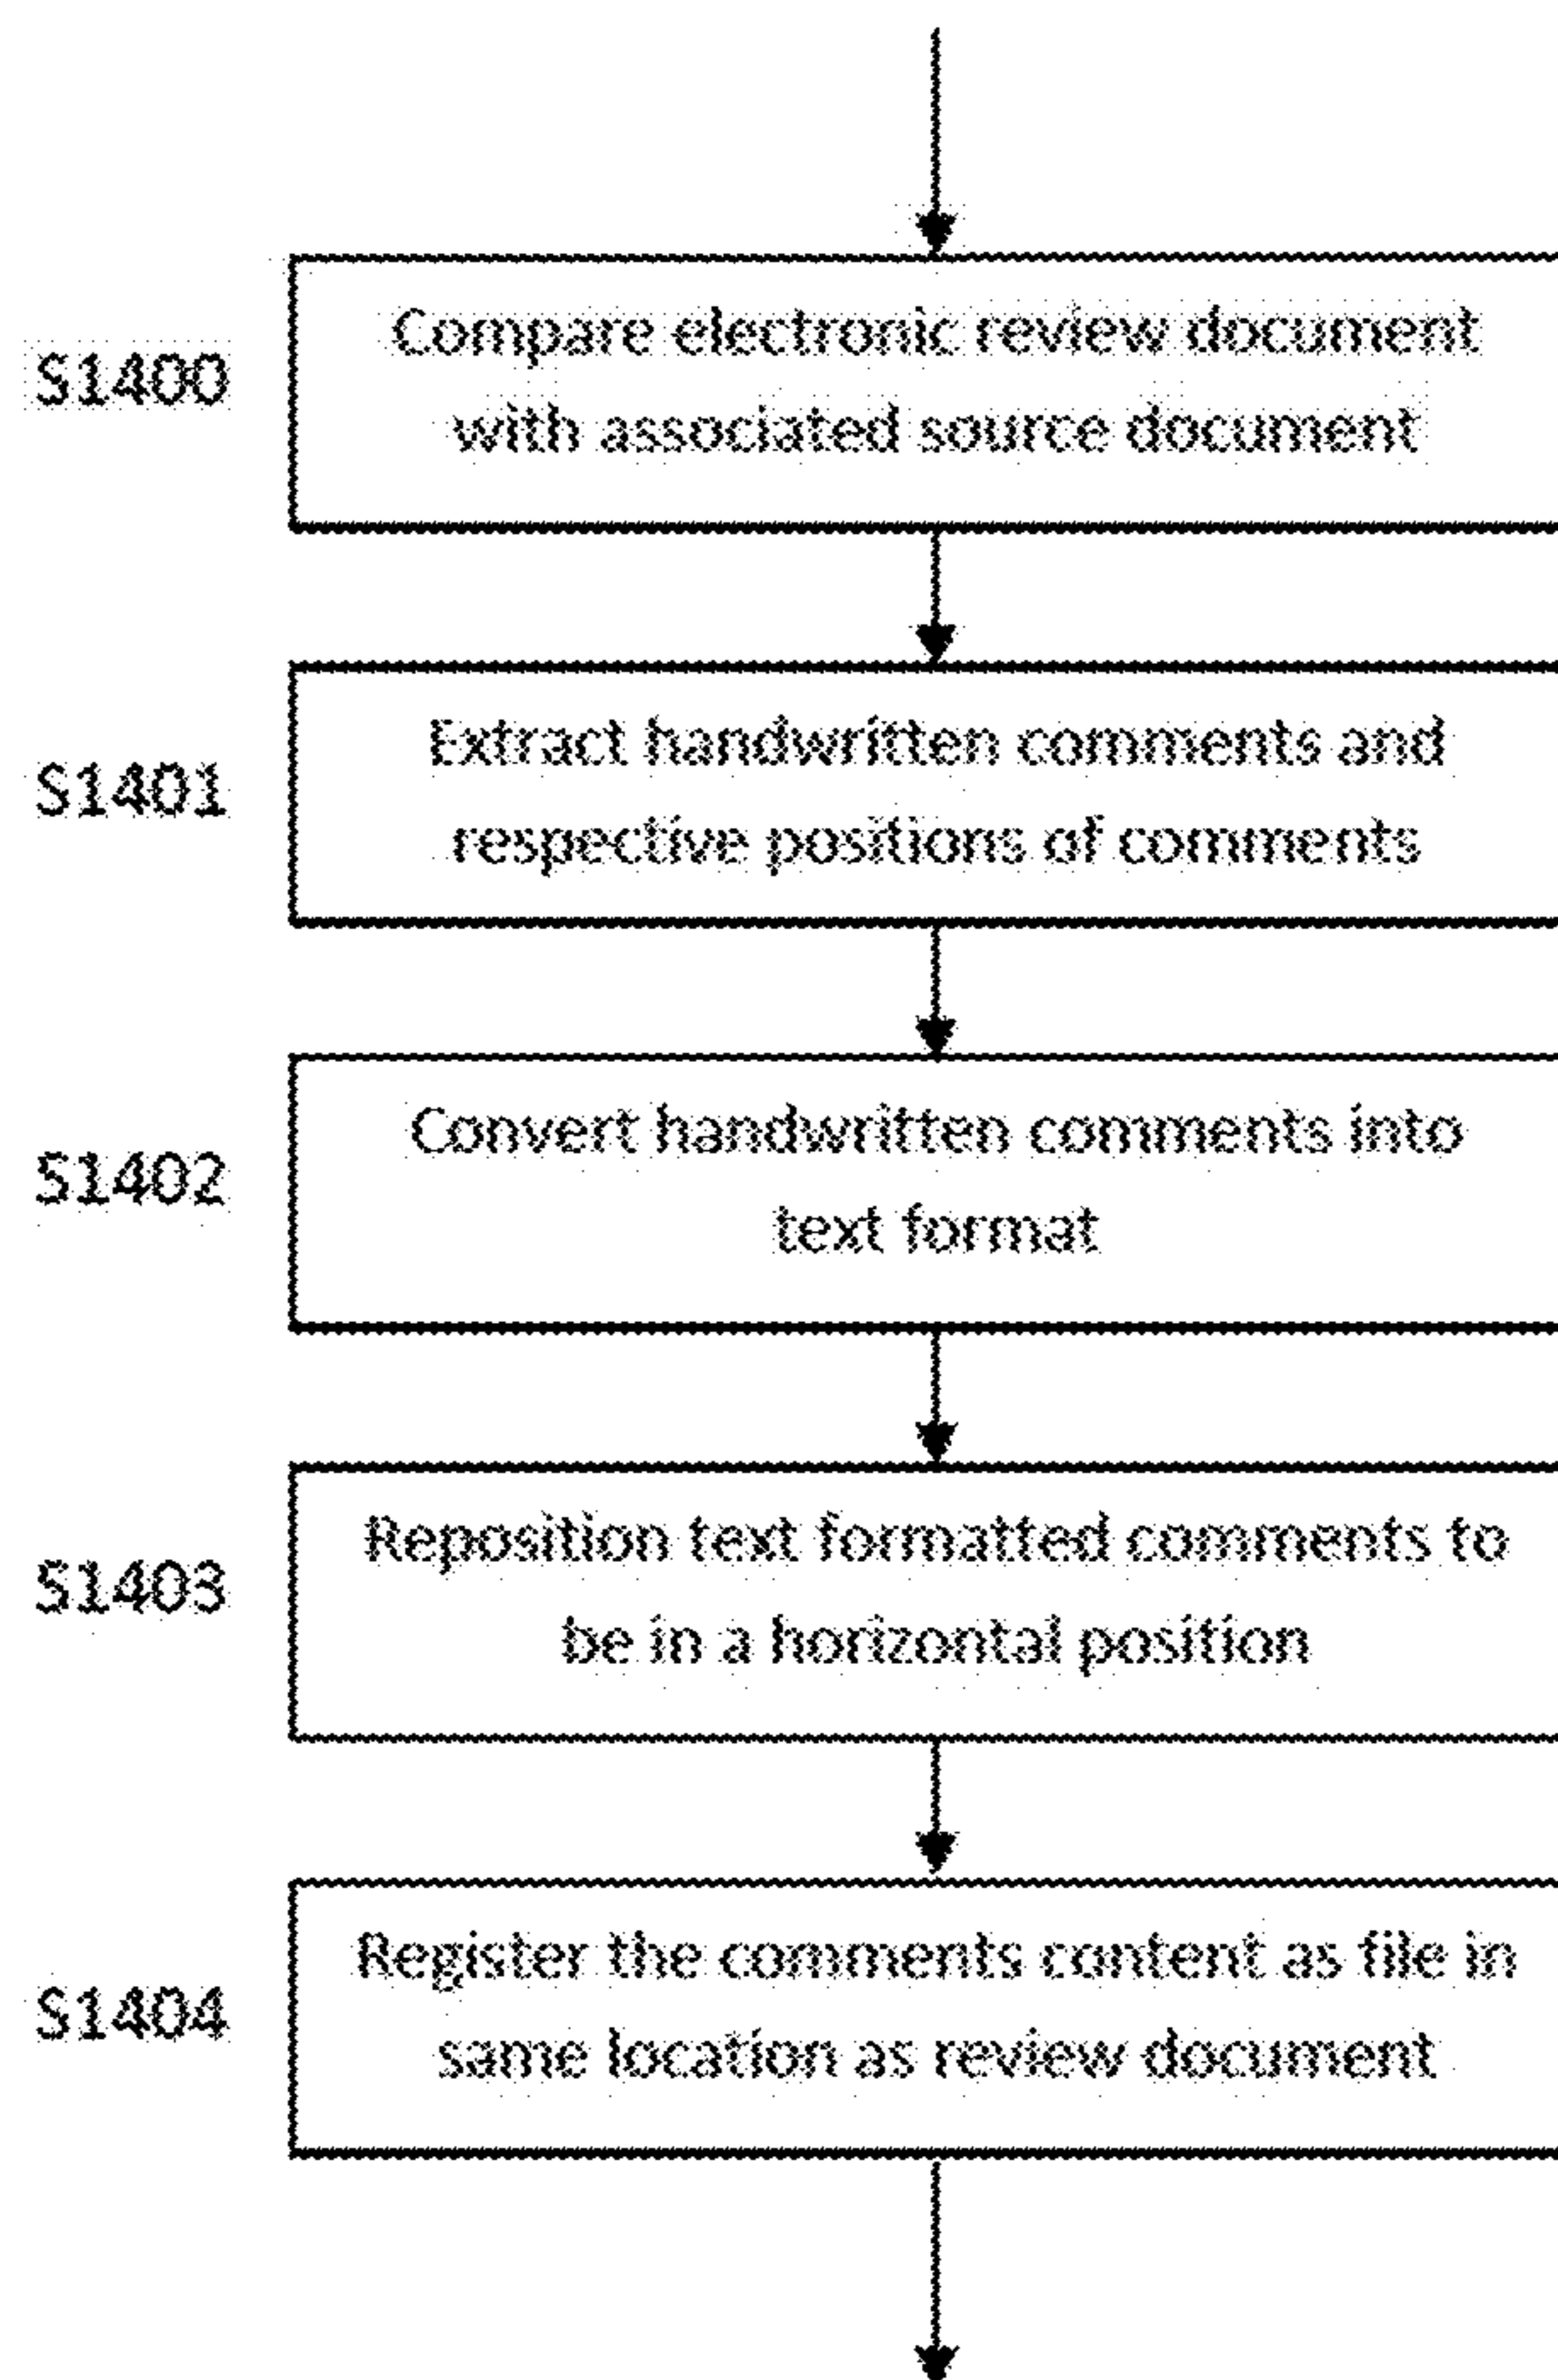 S1400
Compare electronic review document
with associated source document
S1401
Extract handwritten comments and
respective positions of comments
S1402
Convert handwritten comments into
text format
S1403
Reposition text formatted comments to
be in a horizontal position
S1404
Register the comments content as file in
same location as review document